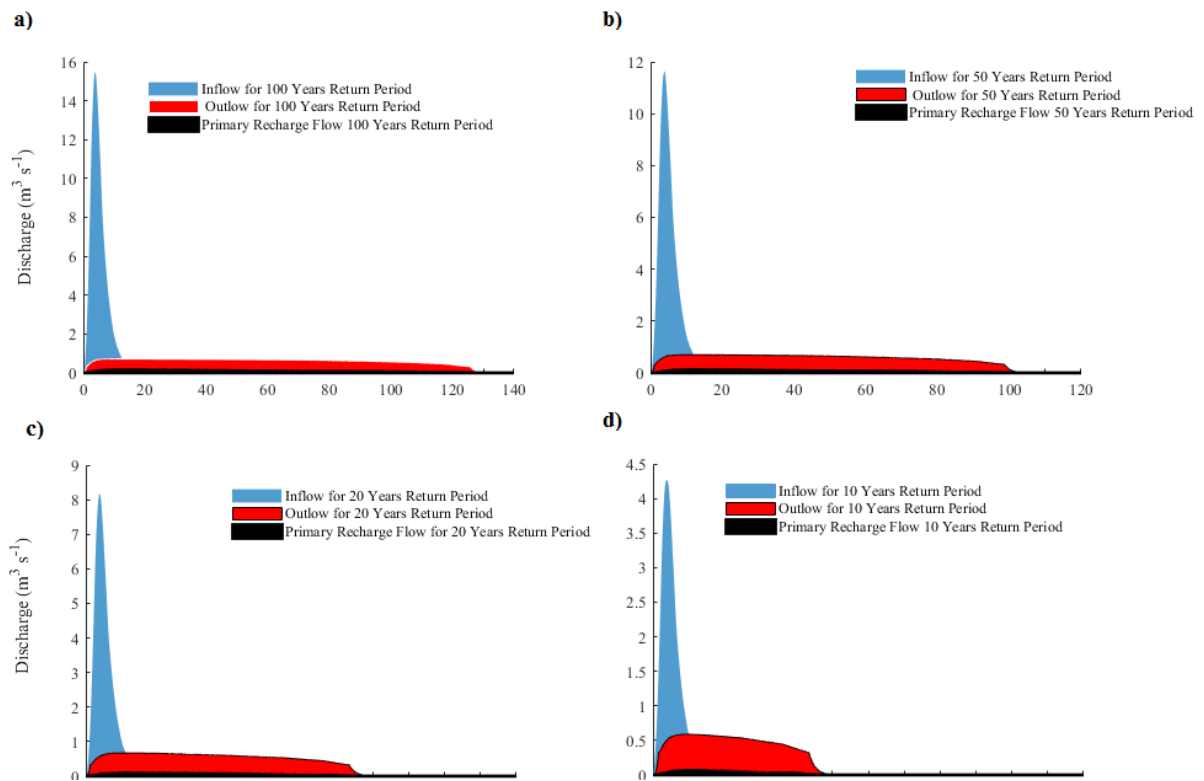 a)
16
14
12
10
8
6
4
2
0
Discharge (m³ s⁻¹)
Inflow for 100 Years Return Period
Outlow for 100 Years Return Period
Primary Recharge Flow 100 Years Return Period
0 20 40 60 80 100 120 140
b)
12
10
8
6
4
2
0
Inflow for 50 Years Return Period
Outlow for 50 Years Return Period
Primary Recharge Flow 50 Years Return Period
0 20 40 60 80 100 120
c)
9
8
7
6
5
4
3
2
1
0
Discharge (m³ s⁻¹)
Inflow for 20 Years Return Period
Outlow for 20 Years Return Period
Primary Recharge Flow for 20 Years Return Period
d)
4.5
4
3.5
3
2.5
2
1.5
1
0.5
0
Inflow for 10 Years Return Period
Outlow for 10 Years Return Period
Primary Recharge Flow 10 Years Return Period